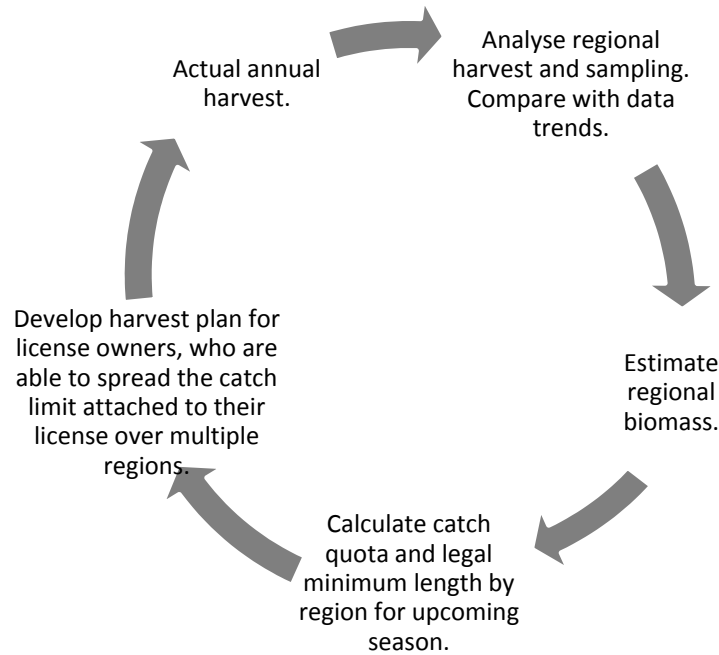 Actual annual
harvest.
Analyse regional
harvest and sampling.
Compare with data
trends.
Estimate
regional
biomass.
Calculate catch
quota and legal
minimum length by
region for upcoming
season.
Develop harvest plan for
license owners, who are
able to spread the catch
limit attached to their
license over multiple
regions.